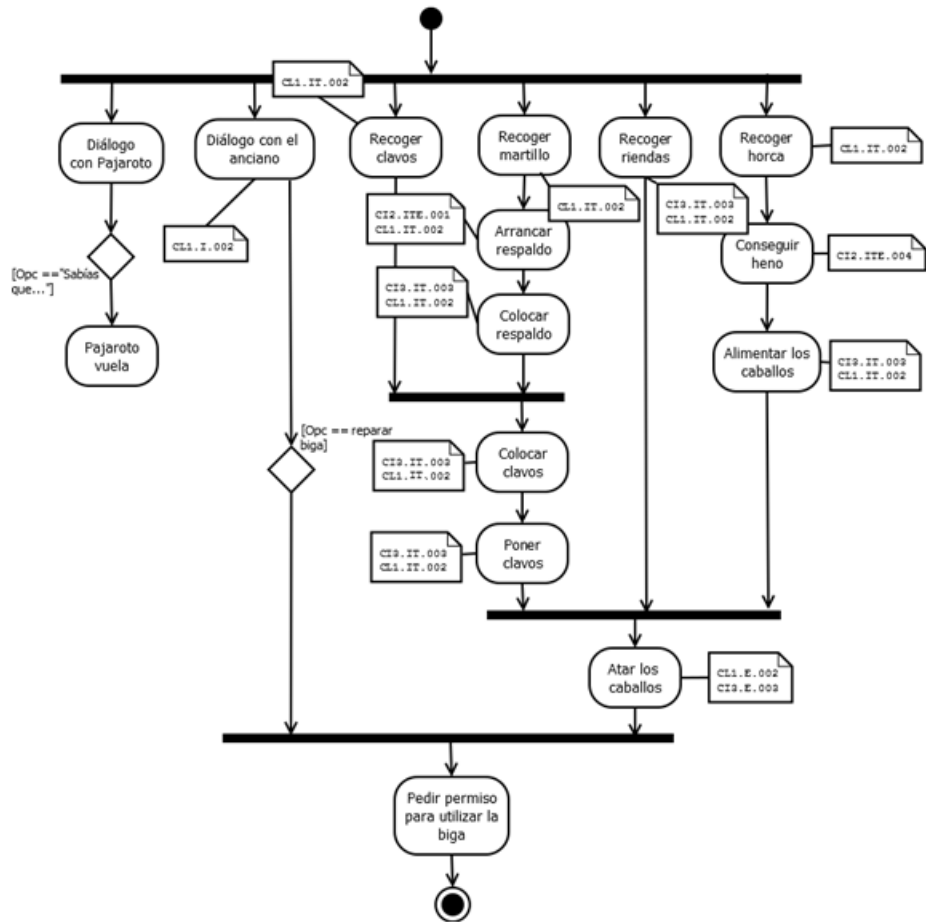 CL1.IT.002
Diálogo
con Pajaroto
Diálogo con el
anciano
Recoger
clavos
Recoger
martillo
Recoger
riendas
Recoger
horca
CL1.IT.002
CL1.I.002
CI2.ITE.001
CL1.IT.002
CL1.IT.002
CI3.IT.003
CL1.IT.002
Arrancar
respaldo
Conseguir
heno
CI2.ITE.004
[Opc =="Sabías
que..."]
CI3.IT.003
CL1.IT.002
Colocar
respaldo
Pajaroto
vuela
Alimentar los
caballos
CI3.IT.003
CL1.IT.002
[Opc == reparar
biga]
CI3.IT.003
CL1.IT.002
Colocar
clavos
CI3.IT.003
CL1.IT.002
Poner
clavos
Atar los
caballos
CL1.E.002
CI3.E.003
Pedir permiso
para utilizar la
biga